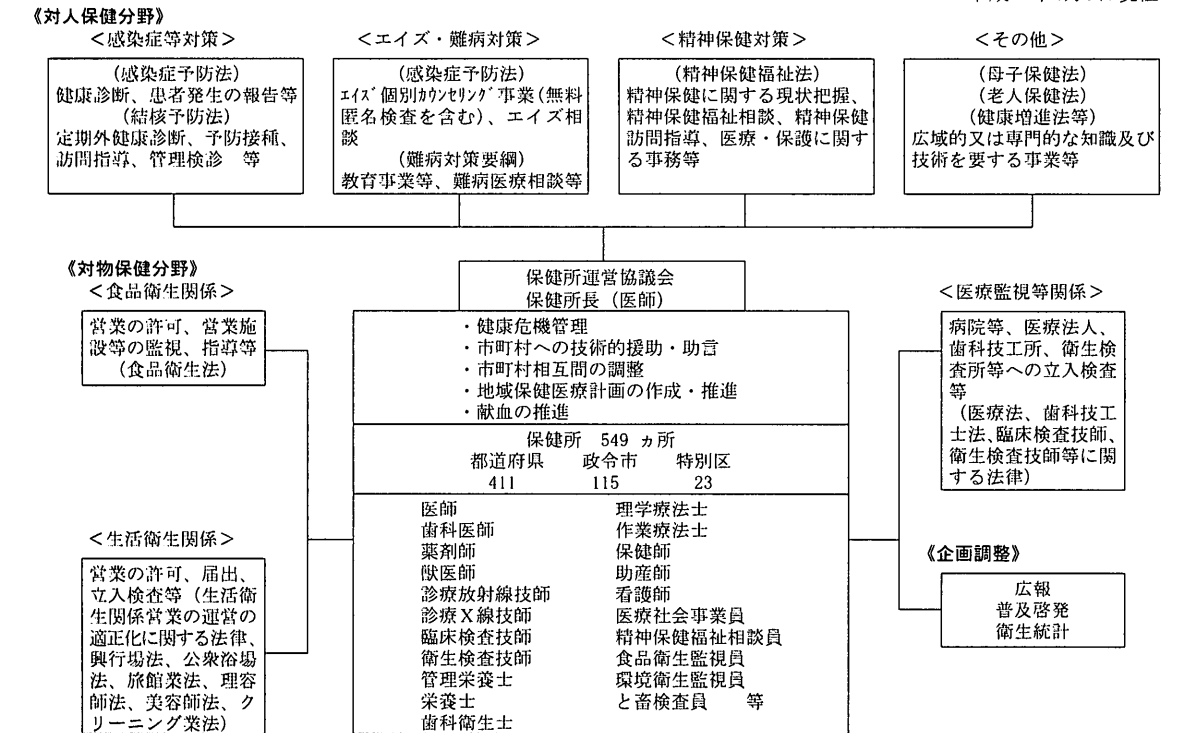 《対人保健分野》
＜感染症等対策＞
(感染症予防法)
健康診断、患者発生の報告等
(結核予防法)
定期外健康診断、予防接種、
訪問指導、管理検診　等
＜エイズ・難病対策＞
(感染症予防法)
ｴｲｽﾞ個別ｶｳﾝｾﾘﾝｸﾞ事業(無料
匿名検査を含む)、エイズ相
談
(難病対策要綱)
教育事業等、難病医療相談等
＜精神保健対策＞
(精神保健福祉法)
精神保健に関する現状把握、
精神保健福祉相談、精神保健
訪問指導、医療・保護に関す
る事務等
＜その他＞
(母子保健法)
(老人保健法)
(健康増進法等)
広域的又は専門的な知識及び
技術を要する事業等
《対物保健分野》
＜食品衛生関係＞
営業の許可、営業施
設等の監視、指導等
(食品衛生法)
＜生活衛生関係＞
営業の許可、届出、
立入検査等（生活衛
生関係営業の運営の
適正化に関する法律、
興行場法、公衆浴場
法、旅館業法、理容
師法、美容師法、ク
リーニング業法）
保健所運営協議会
保健所長（医師）
・健康危機管理
・市町村への技術的援助・助言
・市町村相互間の調整
・地域保健医療計画の作成・推進
・献血の推進
保健所　549 ヵ所
都道府県　政令市　特別区
411　115　23
医師　理学療法士
歯科医師　作業療法士
薬剤師　保健師
獣医師　助産師
診療放射線技師　看護師
診療Ｘ線技師　医療社会事業員
臨床検査技師　精神保健福祉相談員
衛生検査技師　食品衛生監視員
管理栄養士　環境衛生監視員
栄養士　と畜検査員　等
歯科衛生士
＜医療監視等関係＞
病院等、医療法人、
歯科技工所、衛生検
査所等への立入検査
等
（医療法、歯科技工
士法、臨床検査技師、
衛生検査技師等に関
する法律）
《企画調整》
広報
普及啓発
衛生統計